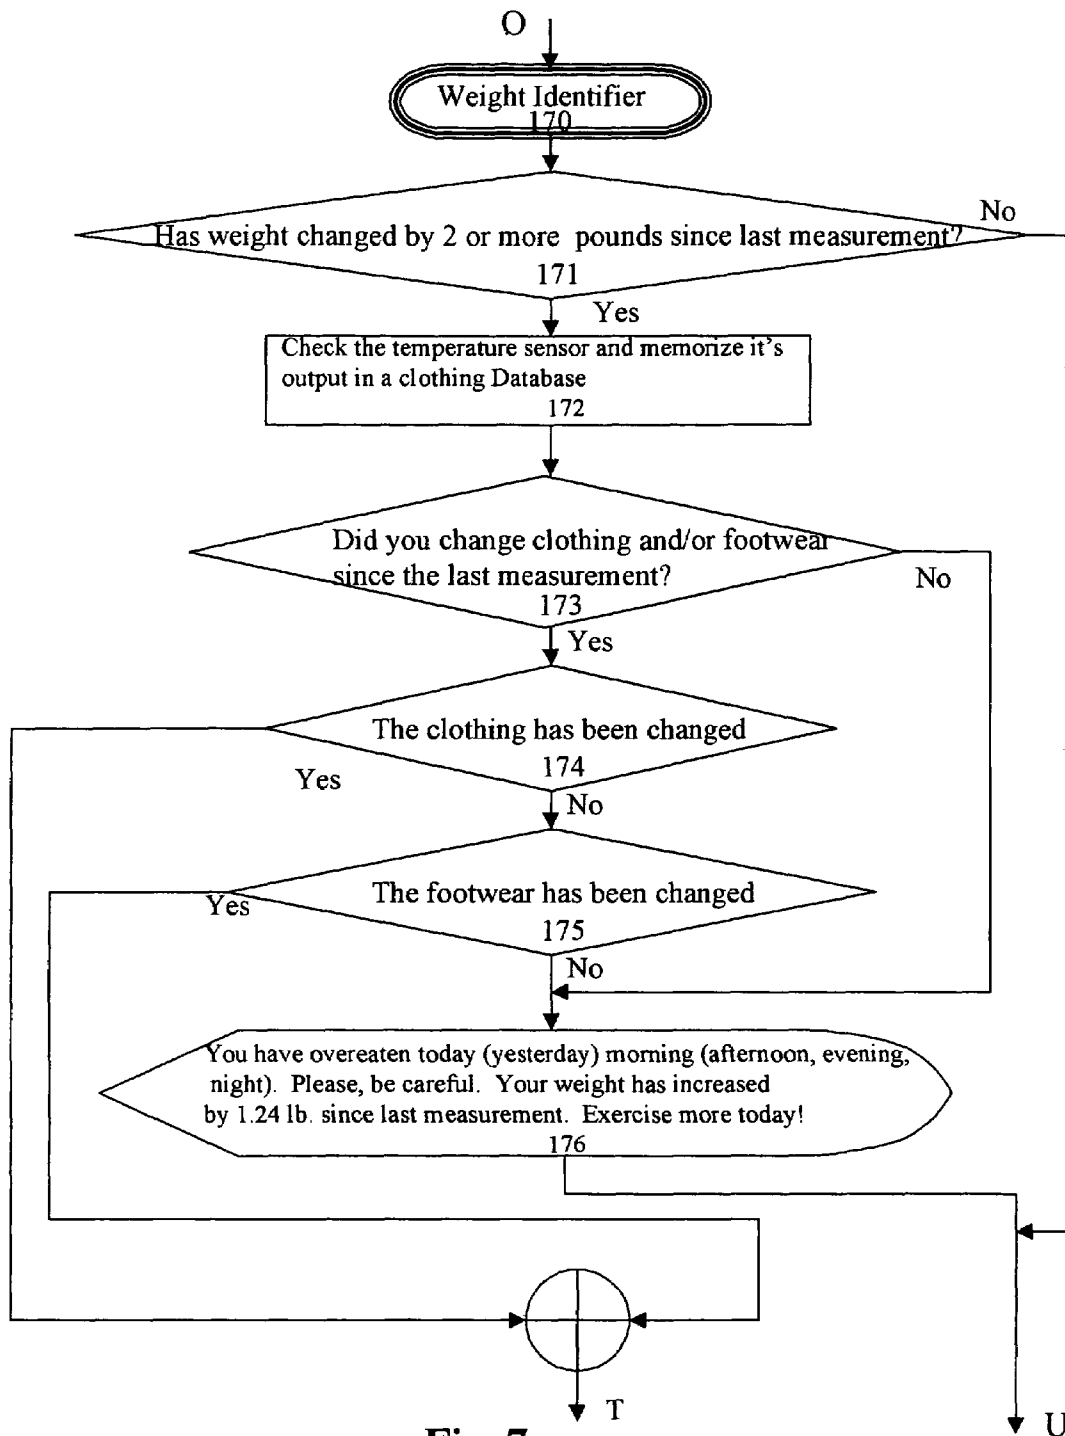 O
Weight Identifier
170
No
Has weight changed by 2 or more pounds since last measurement?
171
Yes
Check the temperature sensor and memorize it's
output in a clothing Database
172
Did you change clothing and/or footwear
since the last measurement?
No
173
Yes
The clothing has been changed
174
Yes
No
The footwear has been changed
Yes
175
No
You have overeaten today (yesterday) morning (afternoon, evening,
night). Please, be careful. Your weight has increased
by 1.24 lb. since last measurement. Exercise more today!
176
T
U
Fig. 7